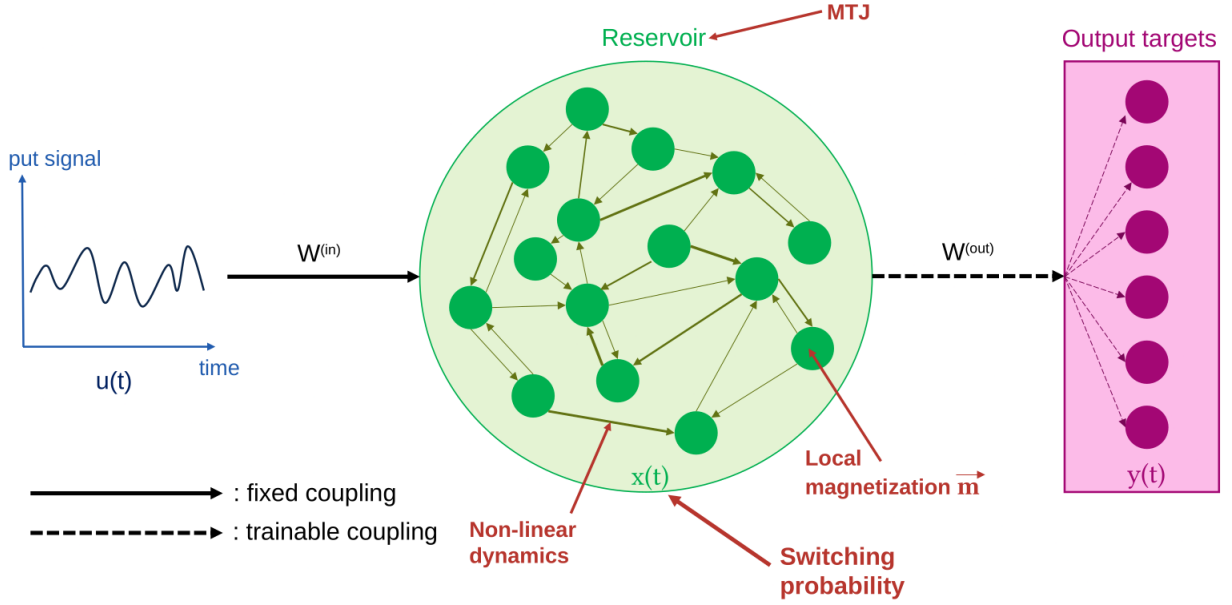 MTJ
Reservoir
Output targets
put signal
W(in)
W(out)
time
u(t)
x(t)
Local
magnetization m
y(t)
: fixed coupling
: trainable coupling
Non-linear
dynamics
Switching
probability